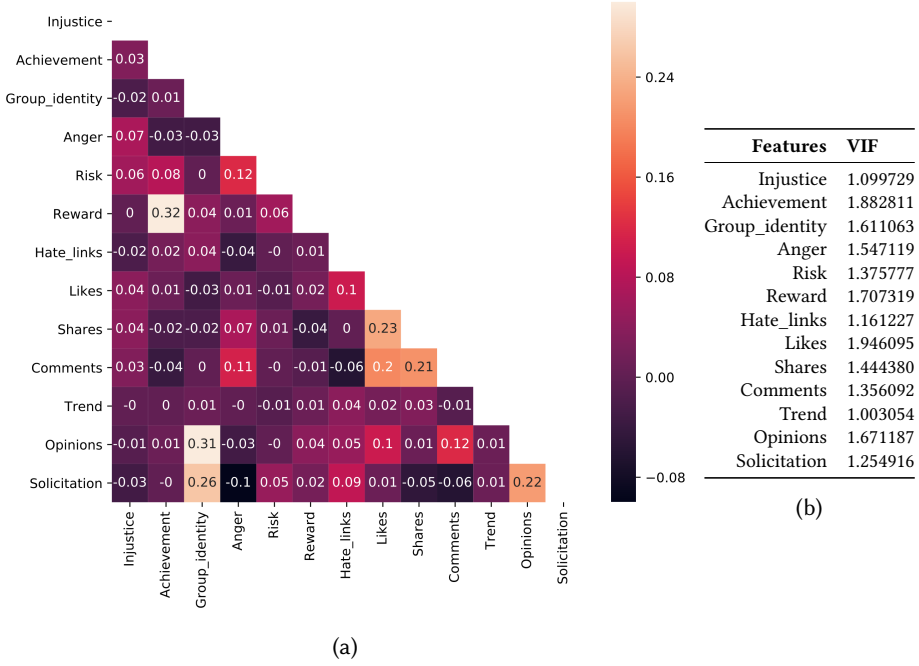 Injustice
Achievement 0.03
Group_identity -0.02 0.01
Anger 0.07 -0.03 -0.03
Risk 0.06 0.08 0 0.12
Reward 0 0.32 0.04 0.01 0.06
Hate_links -0.02 0.02 0.04 -0.04 -0 0.01
Likes 0.04 0.01 -0.03 0.01 -0.01 0.02 0.1
Shares 0.04 -0.02 -0.02 0.07 0.01 -0.04 0 0.23
Comments 0.03 -0.04 0 0.11 -0 -0.01 -0.06 0.2 0.21
Trend -0 0 0.01 -0 -0.01 0.01 0.04 0.02 0.03 -0.01
Opinions -0.01 0.01 0.31 -0.03 -0 0.04 0.05 0.1 0.01 0.12 0.01
Solicitation -0.03 -0 0.26 -0.1 0.05 0.02 0.09 0.01 -0.05 -0.06 0.01 0.22
Injustice
Achievement
Group_identity
Anger
Risk
Reward
Hate_links
Likes
Shares
Comments
Trend
Opinions
Solicitation
0.24
0.16
0.08
0.00
−0.08
(a)
Features VIF
Injustice 1.099729
Achievement 1.882811
Group_identity 1.611063
Anger 1.547119
Risk 1.375777
Reward 1.707319
Hate_links 1.161227
Likes 1.946095
Shares 1.444380
Comments 1.356092
Trend 1.003054
Opinions 1.671187
Solicitation 1.254916
(b)